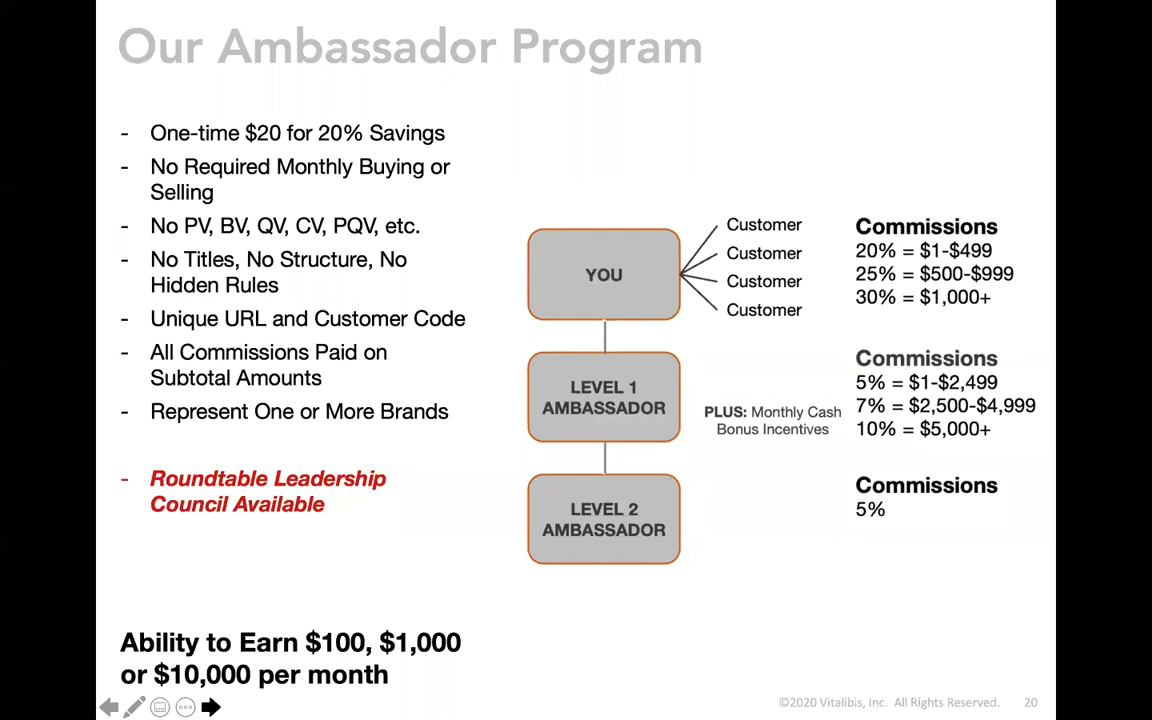 Our Ambassador Program
- One-time $20 for 20% Savings
- No Required Monthly Buying or
Selling
- No PV, BV, QV, CV, PQV, etc.
- No Titles, No Structure, No
Hidden Rules
- Unique URL and Customer Code
- All Commissions Paid on
Subtotal Amounts
- Represent One or More Brands
- Roundtable Leadership
Council Available
Ability to Earn $100, $1,000
or $10,000 per month
YOU
Customer
Customer
Customer
Customer
Commissions
20% = $1-$499
25% = $500-$999
30% = $1,000+
LEVEL 1
AMBASSADOR
PLUS: Monthly Cash
Bonus Incentives
Commissions
5% = $1-$2,499
7% = $2,500-$4,999
10% = $5,000+
LEVEL 2
AMBASSADOR
Commissions
5%
©2020 Vitalibis, Inc. All Rights Reserved.
20